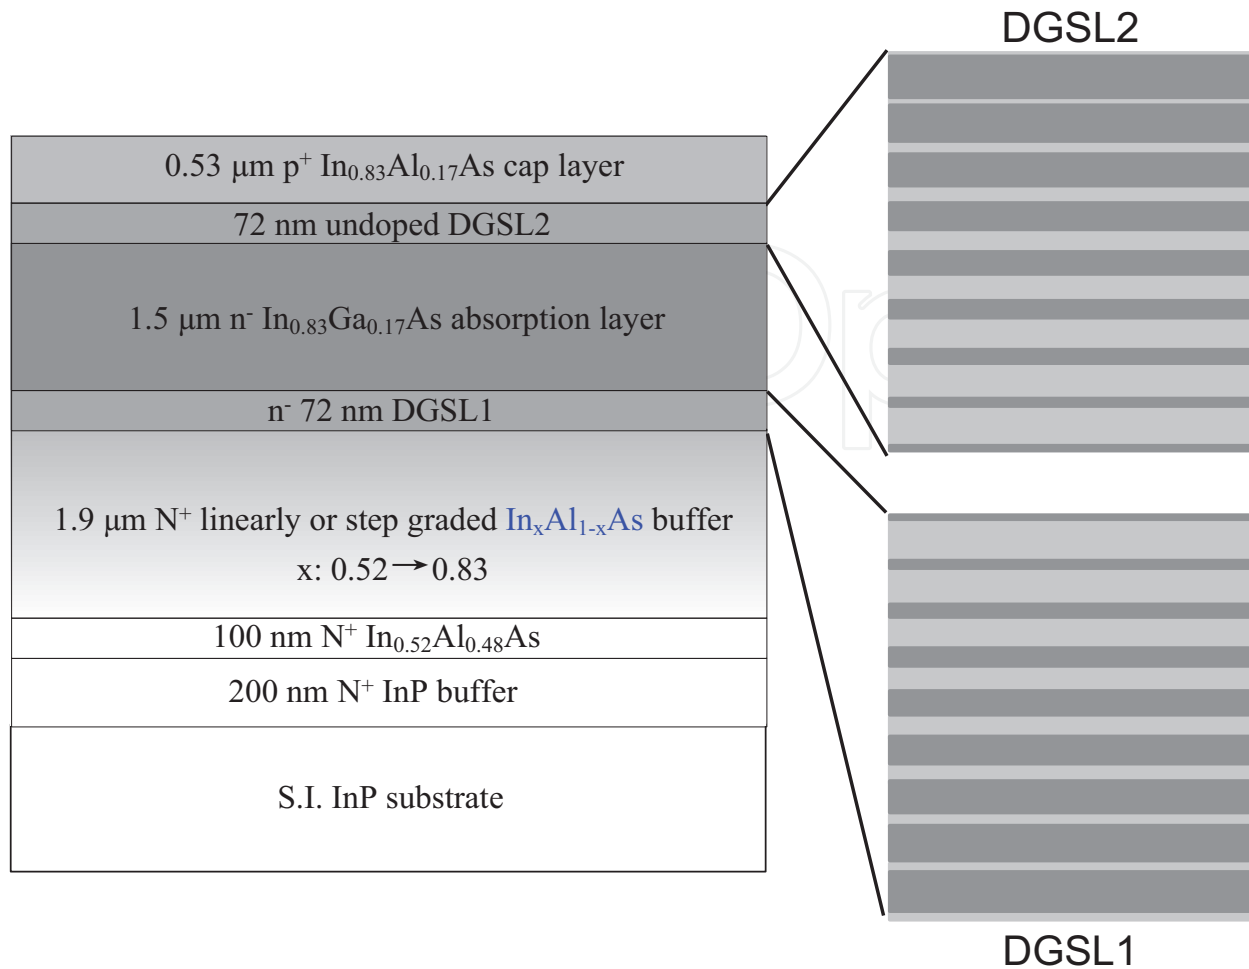 DGSL2
0.53 μm p⁺ In₀.₈₃Al₀.₁₇As cap layer
72 nm undoped DGSL2
1.5 μm n⁻ In₀.₈₃Ga₀.₁₇As absorption layer
n⁻ 72 nm DGSL1
1.9 μm N⁺ linearly or step graded InₓAl₁₋ₓAs buffer
x: 0.52→0.83
100 nm N⁺ In₀.₅₂Al₀.₄₈As
200 nm N⁺ InP buffer
S.I. InP substrate
DGSL1
Op